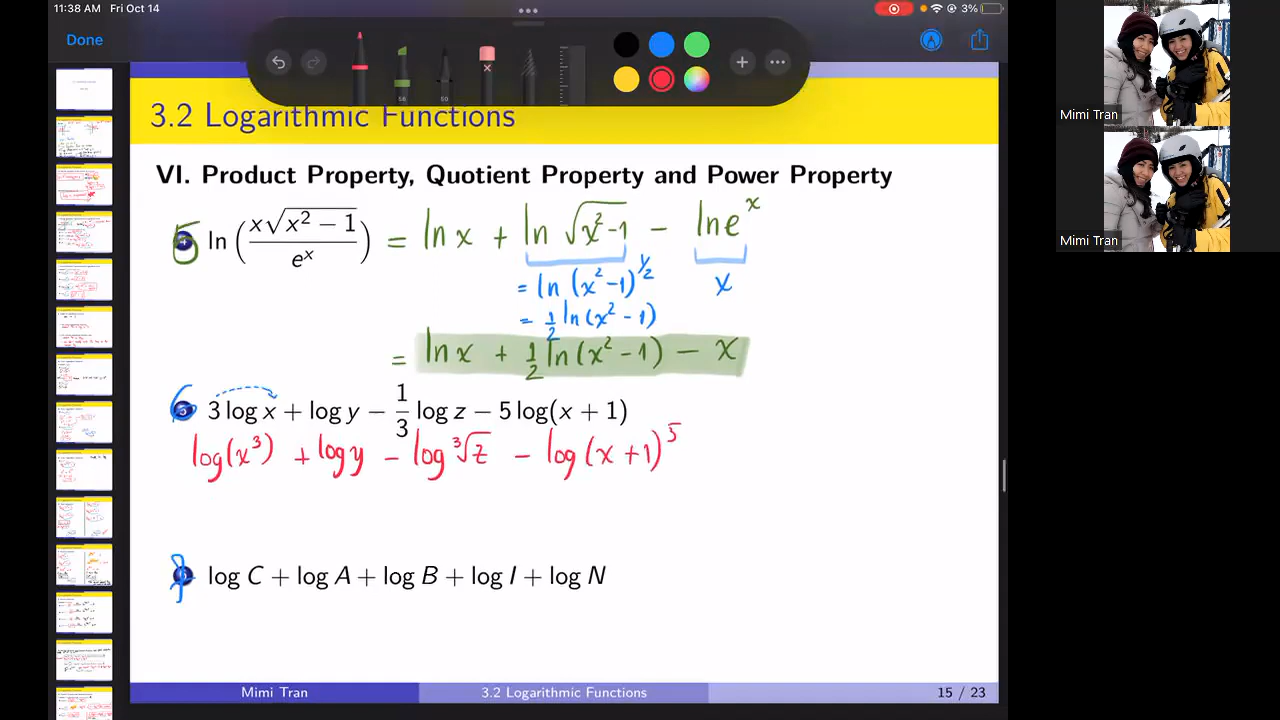 11:38 AM Fri Oct 14
3%
Done
56
50
3.2 Logarithmic Functions
VI. Product Property, Quotient Property and Power Property
5 ln (x√(x² − 1) / eˣ) = ln x + ln √(x²−1) − ln eˣ
= ln (x²−1)^½ x
= ½ ln (x² − 1)
= ln x + ½ ln (x² − 1) − x
6 3 log x + log y − 1/3 log z − 5 log(x + 1)
log(x³) + log y − log ∛z − log (x + 1)⁵
log C + log A + log B + log I + log N
Mimi Tran 3.2 Logarithmic Functions 15 / 23
Mimi Tran
Mimi Tran